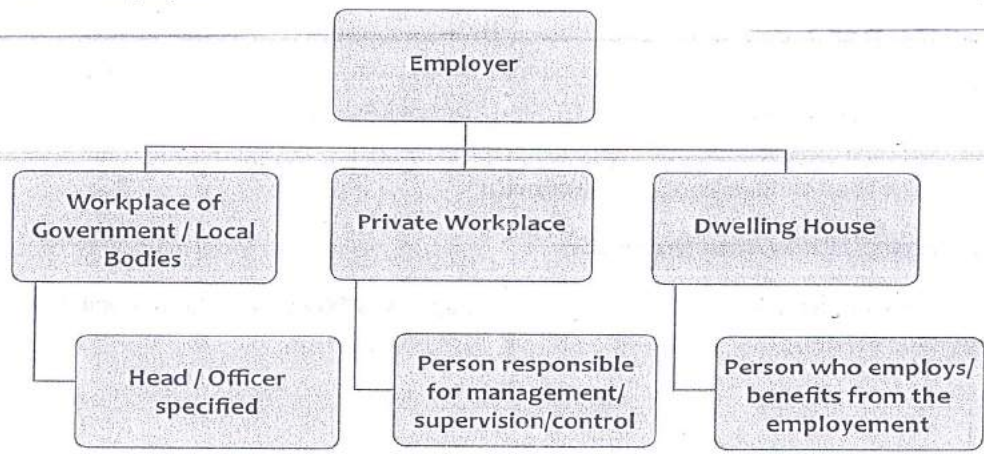 Employer
Workplace of
Government / Local
Bodies
Private Workplace
Dwelling House
Head / Officer
specified
Person responsible
for management/
supervision/control
Person who employs/
benefits from the
employement